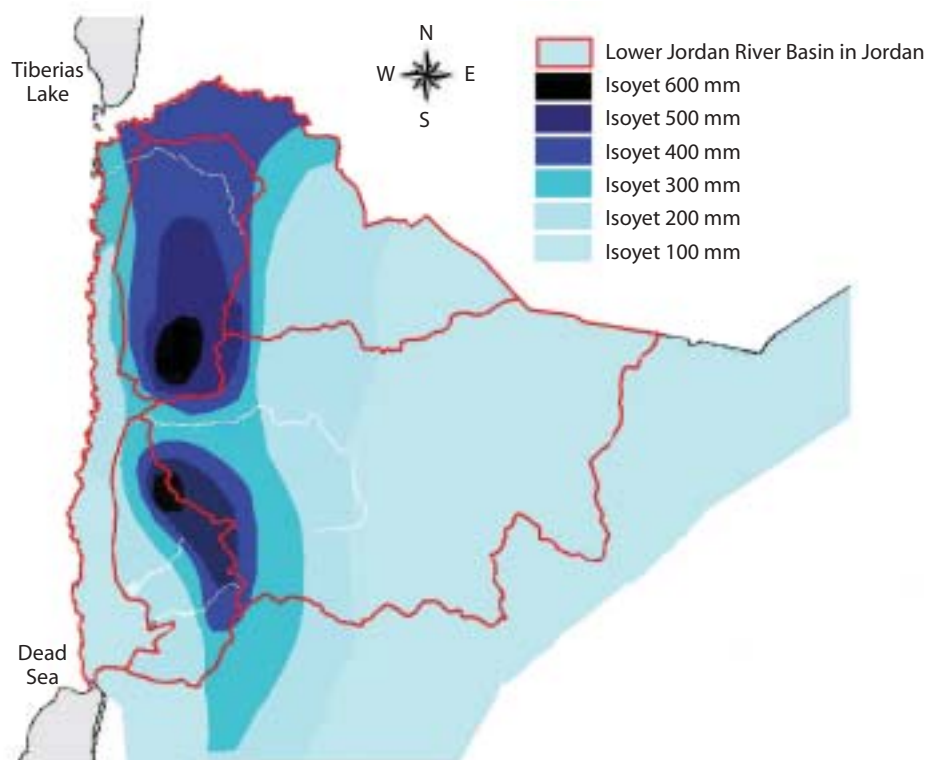 Tiberias
Lake
N
W
E
S
Lower Jordan River Basin in Jordan
Isoyet 600 mm
Isoyet 500 mm
Isoyet 400 mm
Isoyet 300 mm
Isoyet 200 mm
Isoyet 100 mm
Dead
Sea